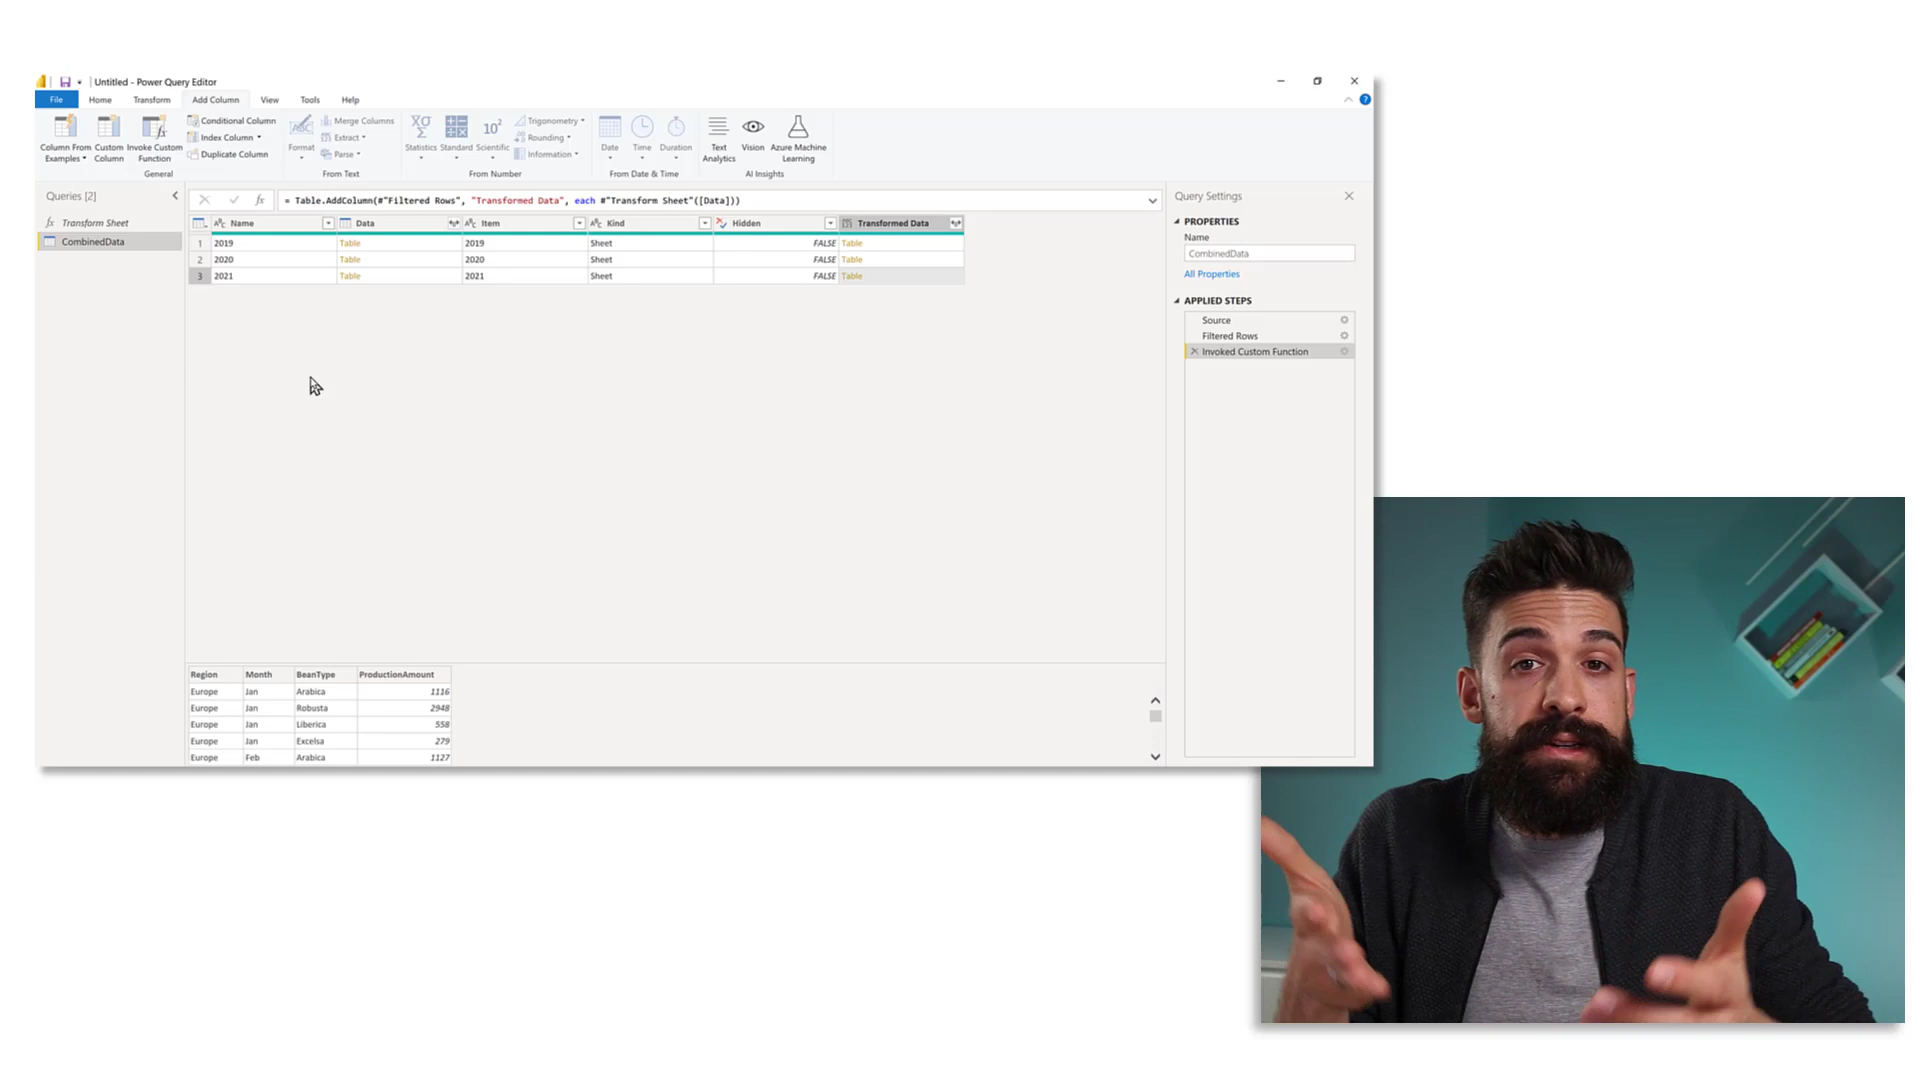 Untitled - Power Query Editor
File Home Transform Add Column View Tools Help
Column From Examples
Custom Column
Invoke Custom Function
Conditional Column
Index Column
Duplicate Column
General
Format
Merge Columns
Extract
Parse
From Text
Statistics
Standard
Scientific
10²
Trigonometry
Rounding
Information
From Number
Date
Time
Duration
From Date & Time
Text Analytics
Vision
Azure Machine Learning
AI Insights
Queries [2]
fx Transform Sheet
CombinedData
fx = Table.AddColumn(#"Filtered Rows", "Transformed Data", each #"Transform Sheet"([Data]))
Name Data Item Kind Hidden Transformed Data
1 2019 Table 2019 Sheet FALSE Table
2 2020 Table 2020 Sheet FALSE Table
3 2021 Table 2021 Sheet FALSE Table
Region Month BeanType ProductionAmount
Europe Jan Arabica 1116
Europe Jan Robusta 2948
Europe Jan Liberica 558
Europe Jan Excelsa 279
Europe Feb Arabica 1127
Query Settings
PROPERTIES
Name
CombinedData
All Properties
APPLIED STEPS
Source
Filtered Rows
Invoked Custom Function